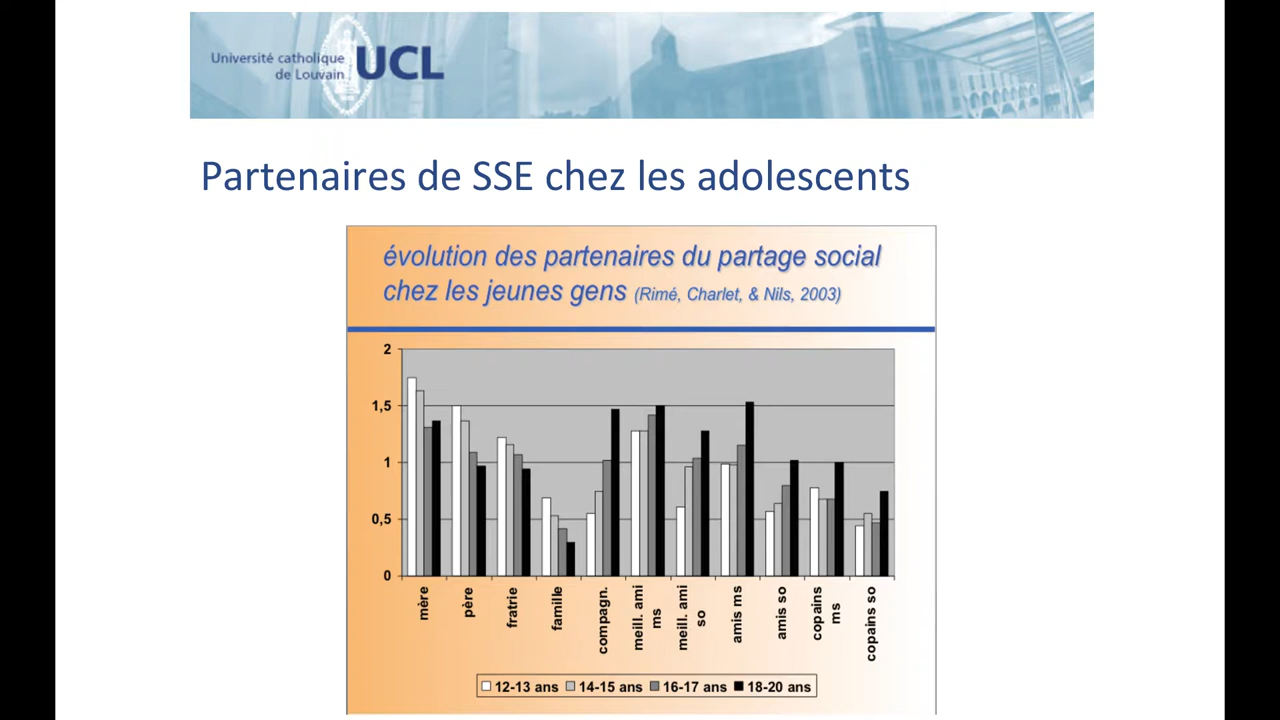 Université catholique
de Louvain
UCL
Partenaires de SSE chez les adolescents
évolution des partenaires du partage social
chez les jeunes gens (Rimé, Charlet, & Nils, 2003)
2
1,5
1
0,5
0
mère
père
fratrie
famille
compagn.
meill. ami
ms
meill. ami
so
amis ms
amis so
copains
ms
copains so
12-13 ans 14-15 ans 16-17 ans 18-20 ans